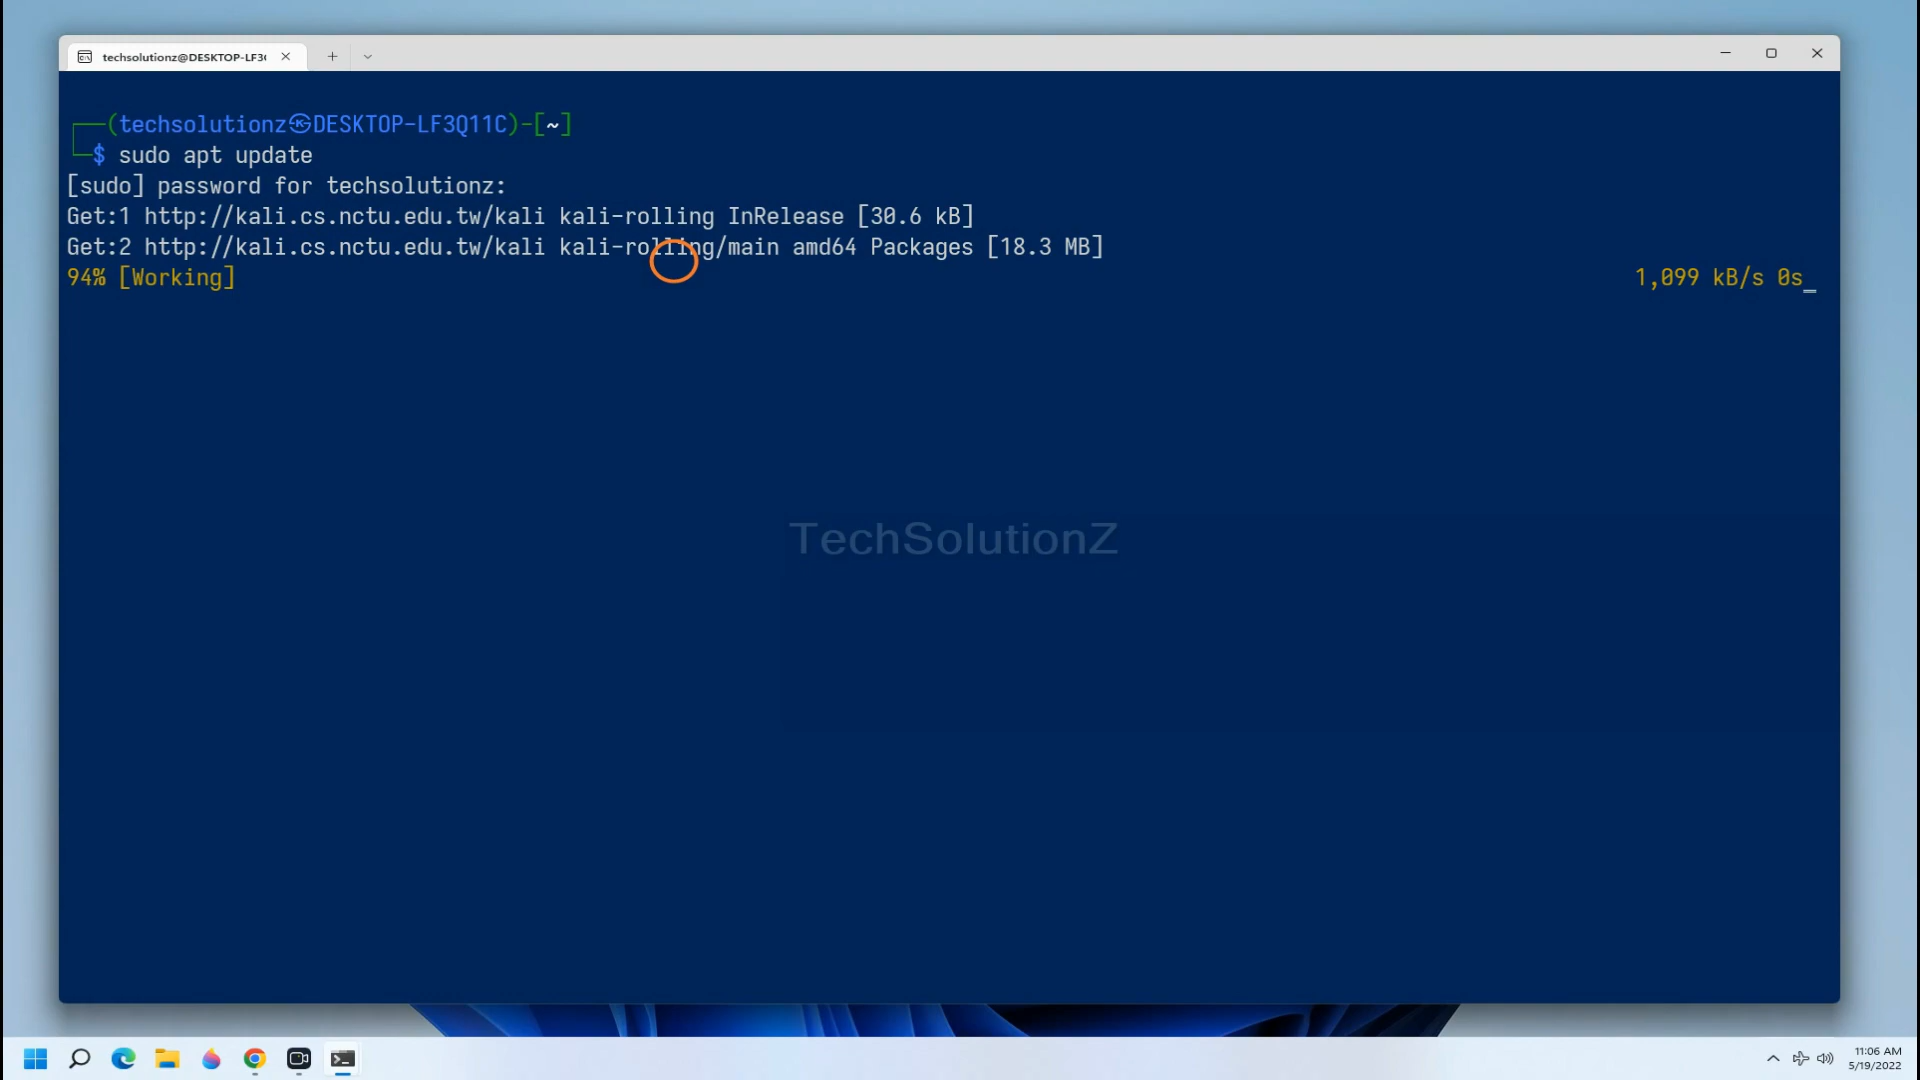 techsolutionz@DESKTOP-LF3(
┌──(techsolutionz㉿DESKTOP-LF3Q11C)-[~]
└─$ sudo apt update
[sudo] password for techsolutionz:
Get:1 http://kali.cs.nctu.edu.tw/kali kali-rolling InRelease [30.6 kB]
Get:2 http://kali.cs.nctu.edu.tw/kali kali-rolling/main amd64 Packages [18.3 MB]
94% [Working] 1,099 kB/s 0s_
TechSolutionZ
11:06 AM
5/19/2022